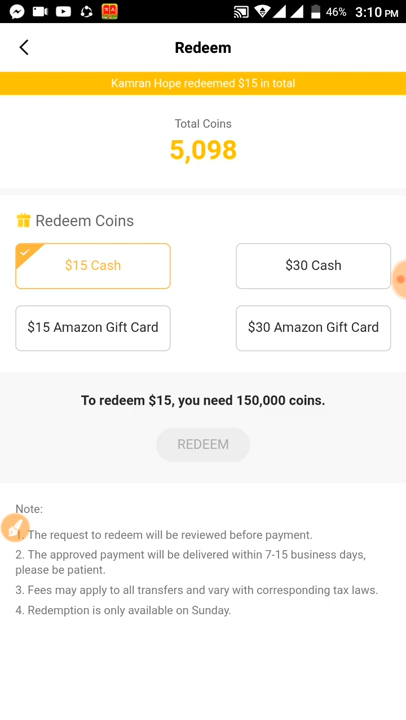 46% 3:10 PM
Redeem
Kamran Hope redeemed $15 in total
Total Coins
5,098
Redeem Coins
$15 Cash
$30 Cash
$15 Amazon Gift Card
$30 Amazon Gift Card
To redeem $15, you need 150,000 coins.
REDEEM
Note:
1. The request to redeem will be reviewed before payment.
2. The approved payment will be delivered within 7-15 business days,
please be patient.
3. Fees may apply to all transfers and vary with corresponding tax laws.
4. Redemption is only available on Sunday.